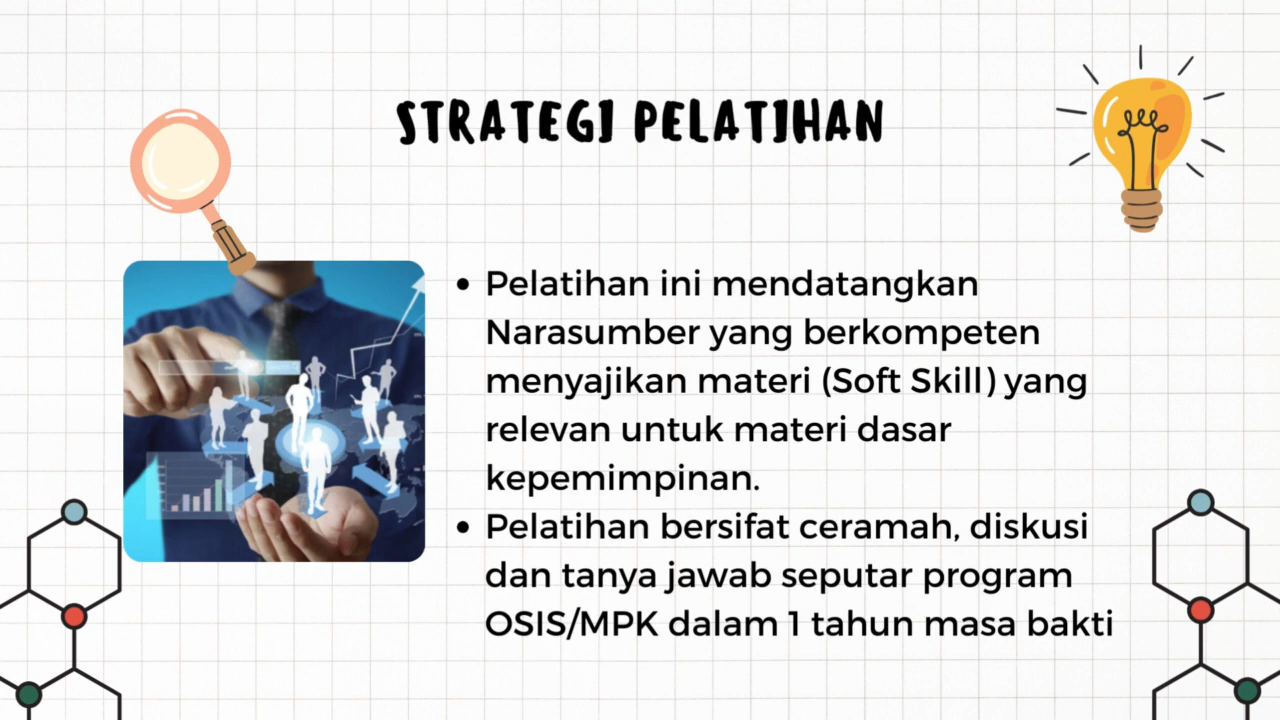 STRATEGI PELATIHAN
• Pelatihan ini mendatangkan
Narasumber yang berkompeten
menyajikan materi (Soft Skill) yang
relevan untuk materi dasar
kepemimpinan.
• Pelatihan bersifat ceramah, diskusi
dan tanya jawab seputar program
OSIS/MPK dalam 1 tahun masa bakti